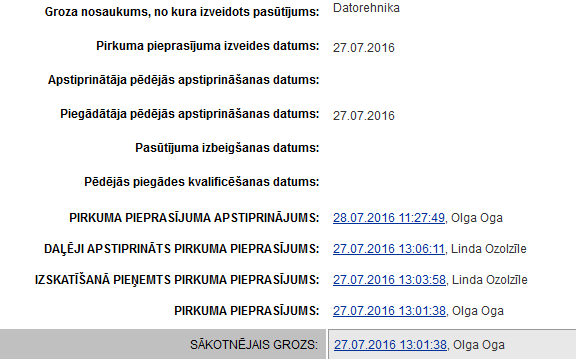 Groza nosaukums, no kura izveidots pasūtījums: Datorehnika
Pirkuma pieprasījuma izveides datums: 27.07.2016
Apstiprinātāja pēdējās apstiprināšanas datums:
Piegādātāja pēdējās apstiprināšanas datums: 27.07.2016
Pasūtījuma izbeigšanas datums:
Pēdējās piegādes kvalificēšanas datums:
PIRKUMA PIEPRASĪJUMA APSTIPRINĀJUMS: 28.07.2016 11:27:49, Olga Oga
DAĻĒJI APSTIPRINĀTS PIRKUMA PIEPRASĪJUMS: 27.07.2016 13:06:11, Linda Ozolzīle
IZSKATĪŠANĀ PIEŅEMTS PIRKUMA PIEPRASĪJUMS: 27.07.2016 13:03:58, Linda Ozolzīle
PIRKUMA PIEPRASĪJUMS: 27.07.2016 13:01:38, Olga Oga
SĀKOTNĒJAIS GROZS: 27.07.2016 13:01:38, Olga Oga